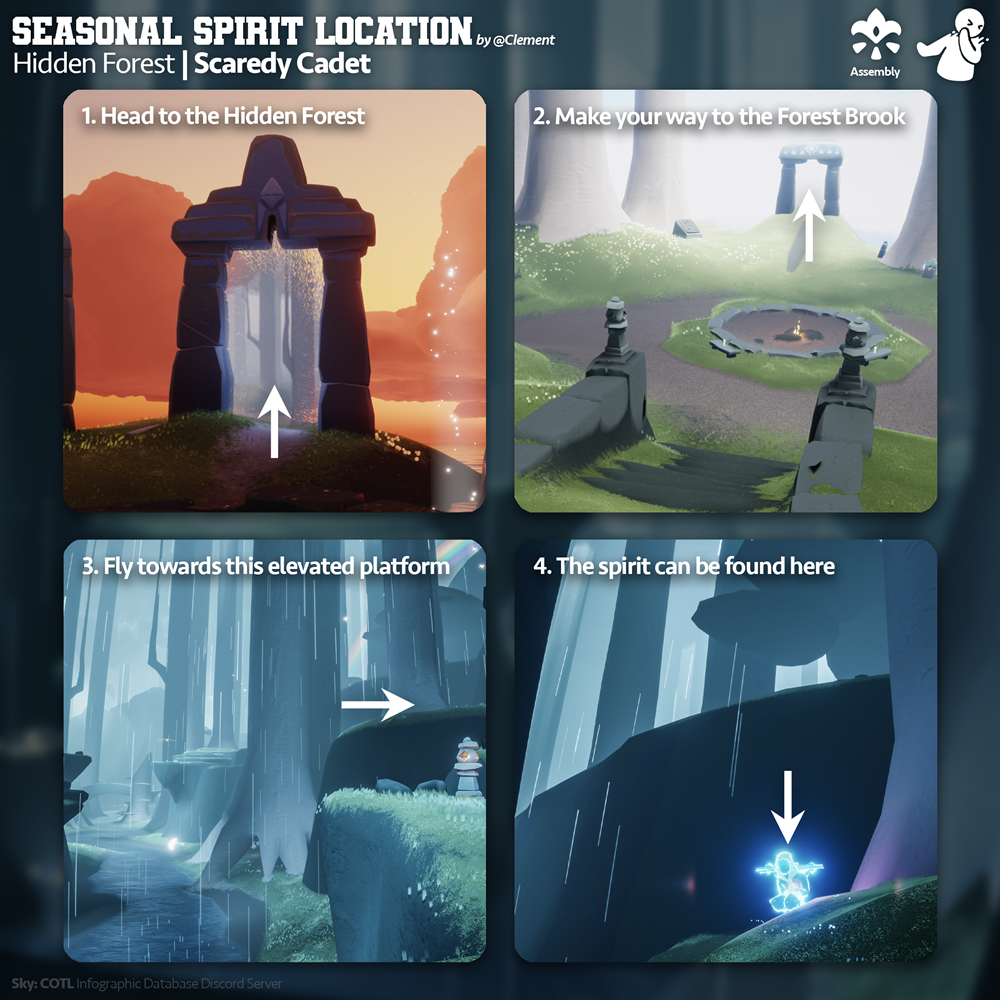 SEASONAL SPIRIT LOCATION by @Clement
Hidden Forest | Scaredy Cadet
Assembly
1. Head to the Hidden Forest
2. Make your way to the Forest Brook
3. Fly towards this elevated platform
4. The spirit can be found here
Sky: COTL Infographic Database Discord Server